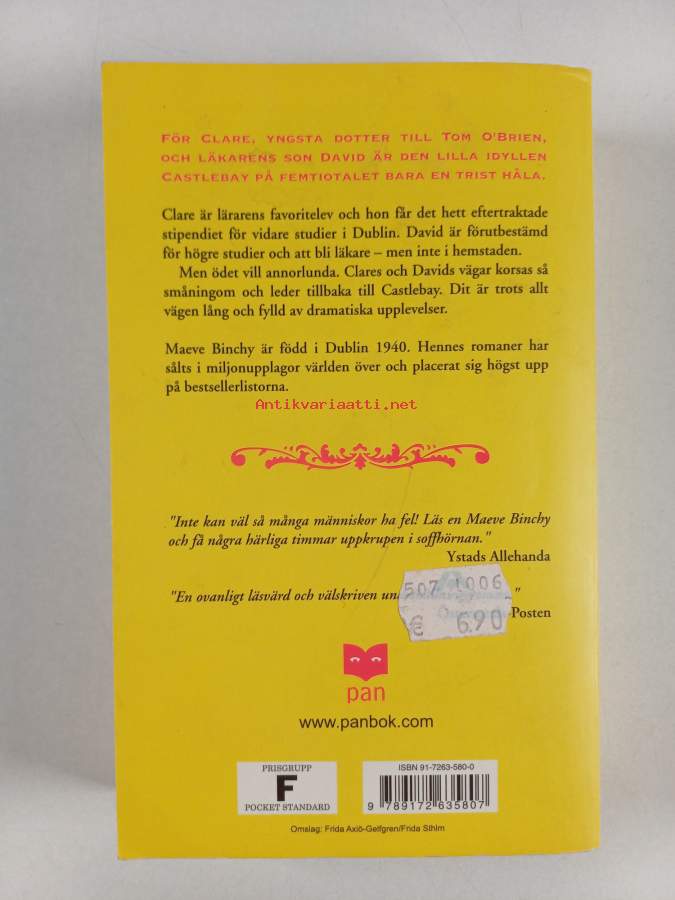 FÖR CLARE, YNGSTA DOTTER TILL TOM O'BRIEN,
OCH LÄKARENS SON DAVID ÄR DEN LILLA IDYLLEN
CASTLEBAY PÅ FEMTIOTALET BARA EN TRIST HÅLA.
Clare är lärarens favoritelev och hon får det hett eftertraktade
stipendiet för vidare studier i Dublin. David är förutbestämd
för högre studier och att bli läkare – men inte i hemstaden.
Men ödet vill annorlunda. Clares och Davids vägar korsas så
småningom och leder tillbaka till Castlebay. Dit är trots allt
vägen lång och fylld av dramatiska upplevelser.
Maeve Binchy är född i Dublin 1940. Hennes romaner har
sålts i miljonupplagor världen över och placerat sig högst upp
på bestsellerlistorna.
Antikvariaatti.net
"Inte kan väl så många människor ha fel! Läs en Maeve Binchy
och få några härliga timmar uppkrupen i soffhörnan."
Ystads Allehanda
"En ovanligt läsvärd och välskriven
507 1006
€ 6.90
-Posten
pan
www.panbok.com
PRISGRUPP
F
POCKET STANDARD
ISBN 91-7263-580-0
9 789172 635807
Omslag: Frida Axiö-Gelfgren/Frida Sthlm